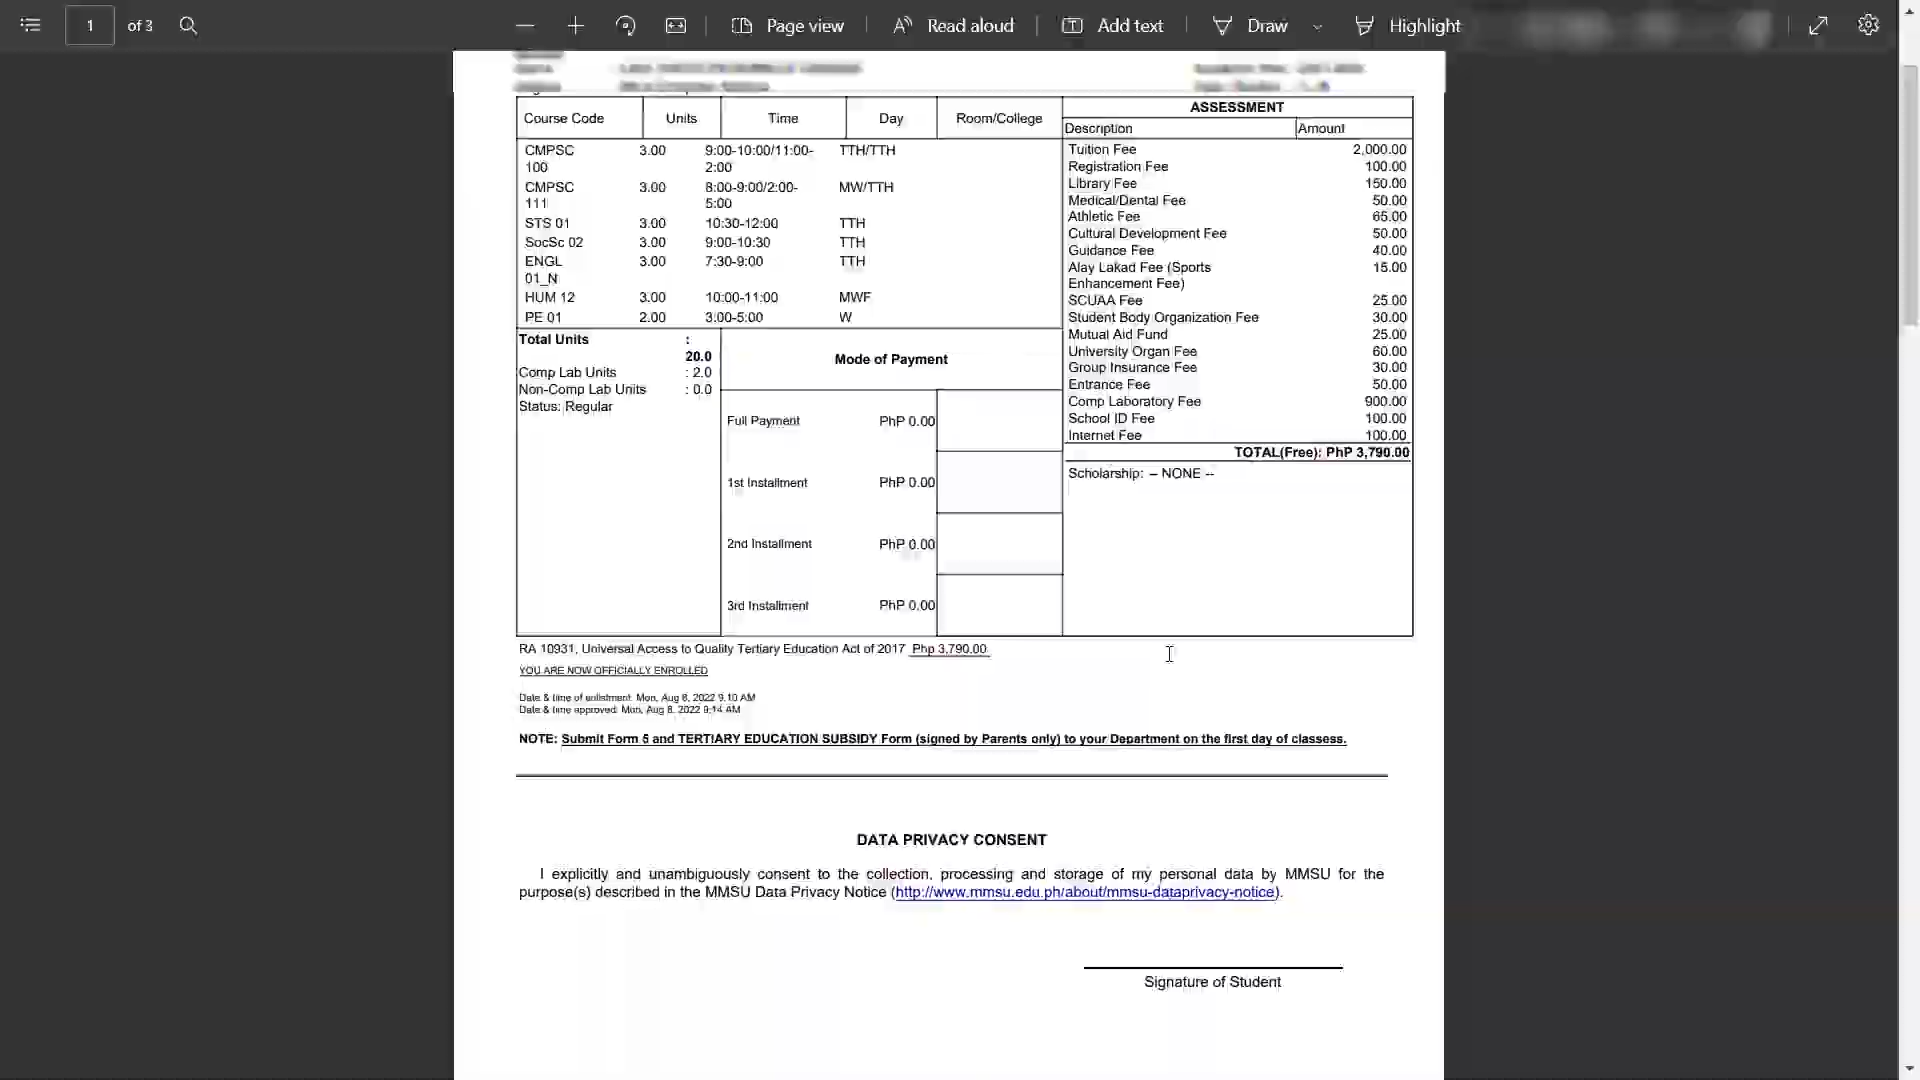 1 of 3 Page view Read aloud Add text Draw Highlight
Course Code Units Time Day Room/College
ASSESSMENT
Description Amount
CMPSC 3.00 9:00-10:00/11:00- TTH/TTH
100 2:00
CMPSC 3.00 8:00-9:00/2:00- MW/TTH
111 5:00
STS 01 3.00 10:30-12:00 TTH
SocSc 02 3.00 9:00-10:30 TTH
ENGL 3.00 7:30-9:00 TTH
01_N
HUM 12 3.00 10:00-11:00 MWF
PE 01 2.00 3:00-5:00 W
Tuition Fee 2,000.00
Registration Fee 100.00
Library Fee 150.00
Medical/Dental Fee 50.00
Athletic Fee 65.00
Cultural Development Fee 50.00
Guidance Fee 40.00
Alay Lakad Fee (Sports 15.00
Enhancement Fee)
SCUAA Fee 25.00
Student Body Organization Fee 30.00
Mutual Aid Fund 25.00
University Organ Fee 60.00
Group Insurance Fee 30.00
Entrance Fee 50.00
Comp Laboratory Fee 900.00
School ID Fee 100.00
Internet Fee 100.00
TOTAL(Free): PhP 3,790.00
Scholarship: -- NONE --
Total Units :
20.0
Comp Lab Units : 2.0
Non-Comp Lab Units : 0.0
Status: Regular
Mode of Payment
Full Payment PhP 0.00
1st Installment PhP 0.00
2nd Installment PhP 0.00
3rd Installment PhP 0.00
RA 10931, Universal Access to Quality Tertiary Education Act of 2017 Php 3,790.00
YOU ARE NOW OFFICIALLY ENROLLED
Date & time of enlistment: Mon, Aug 8, 2022 9:10 AM
Date & time approved: Mon, Aug 8, 2022 9:14 AM
NOTE: Submit Form 5 and TERTIARY EDUCATION SUBSIDY Form (signed by Parents only) to your Department on the first day of classess.
DATA PRIVACY CONSENT
I explicitly and unambiguously consent to the collection, processing and storage of my personal data by MMSU for the
purpose(s) described in the MMSU Data Privacy Notice (http://www.mmsu.edu.ph/about/mmsu-dataprivacy-notice).
Signature of Student